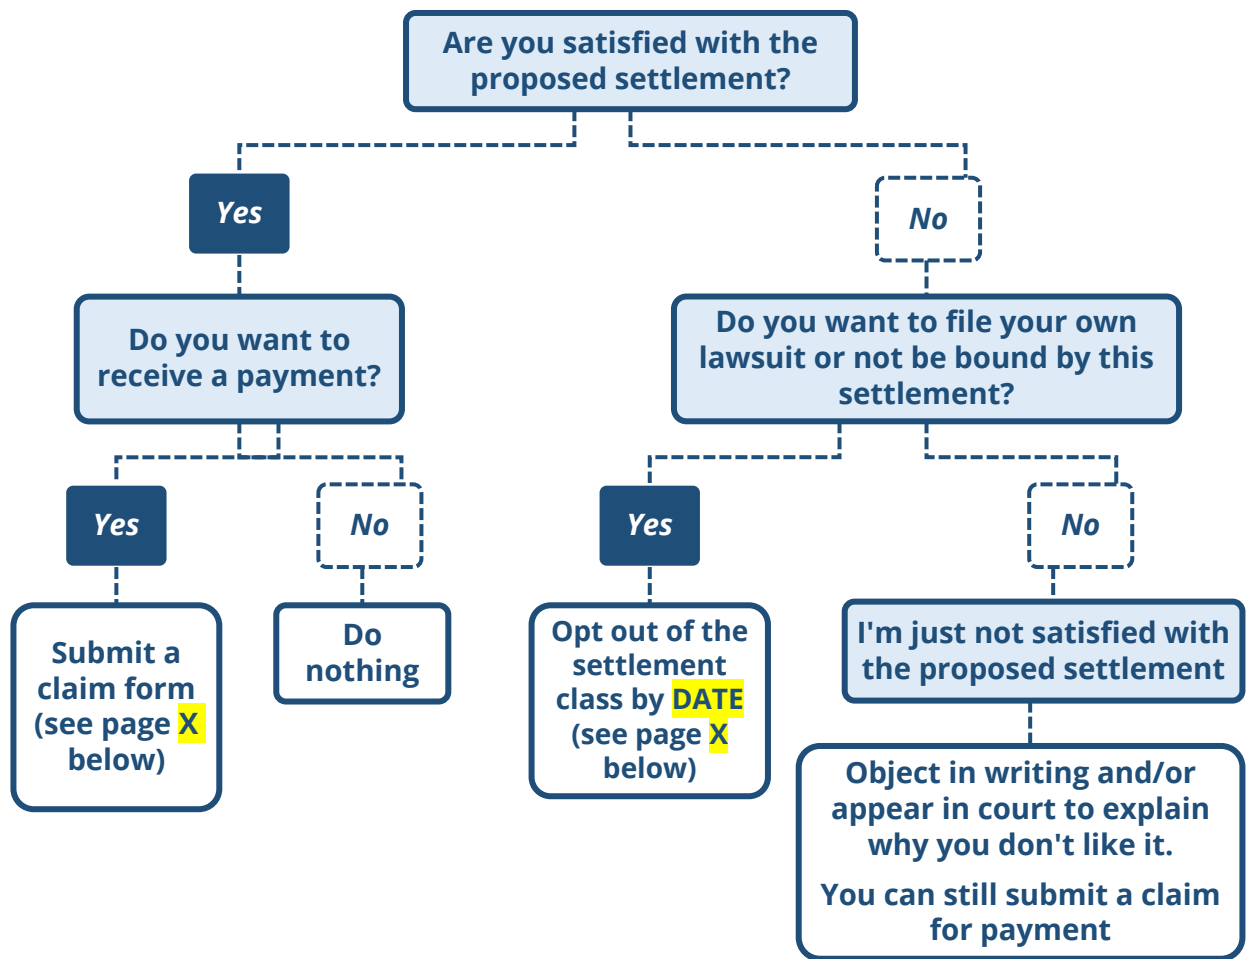 Are you satisfied with the
proposed settlement?
Yes
No
Do you want to
receive a payment?
Do you want to file your own
lawsuit or not be bound by this
settlement?
Yes
No
Yes
No
Submit a
claim form
(see page X
below)
Do
nothing
Opt out of the
settlement
class by DATE
(see page X
below)
I'm just not satisfied with
the proposed settlement
Object in writing and/or
appear in court to explain
why you don't like it.
You can still submit a claim
for payment